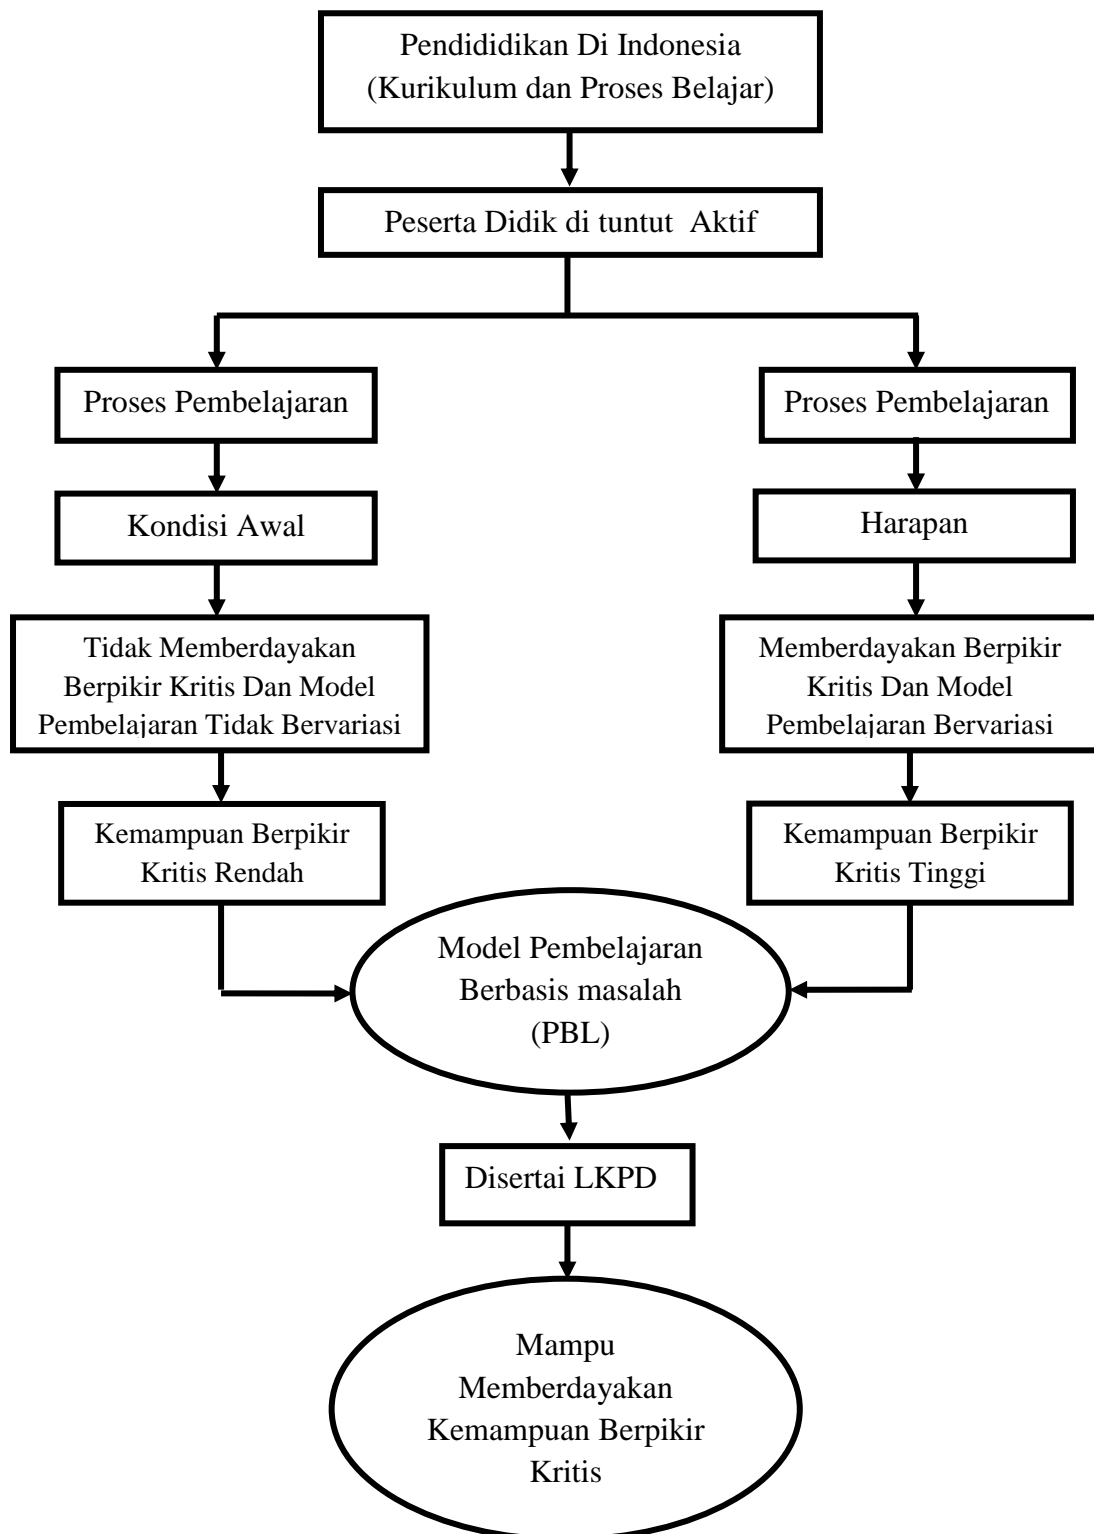 Pendididikan Di Indonesia
(Kurikulum dan Proses Belajar)
Peserta Didik di tuntut Aktif
Proses Pembelajaran
Proses Pembelajaran
Kondisi Awal
Harapan
Tidak Memberdayakan
Berpikir Kritis Dan Model
Pembelajaran Tidak Bervariasi
Memberdayakan Berpikir
Kritis Dan Model
Pembelajaran Bervariasi
Kemampuan Berpikir
Kritis Rendah
Kemampuan Berpikir
Kritis Tinggi
Model Pembelajaran
Berbasis masalah
(PBL)
Disertai LKPD
Mampu
Memberdayakan
Kemampuan Berpikir
Kritis